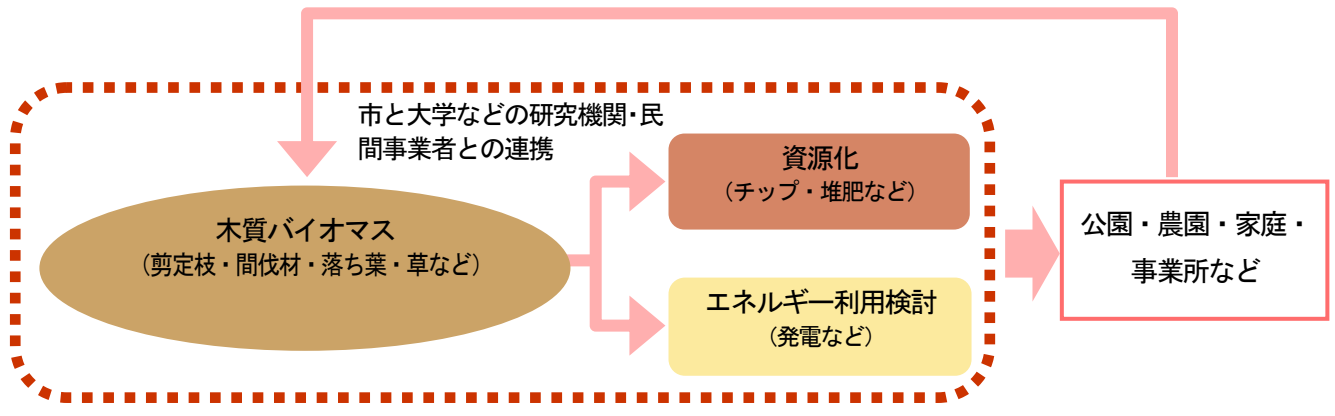 市と大学などの研究機関・民
間事業者との連携
木質バイオマス
（剪定枝・間伐材・落ち葉・草など）
資源化
（チップ・堆肥など）
エネルギー利用検討
（発電など）
公園・農園・家庭・
事業所など